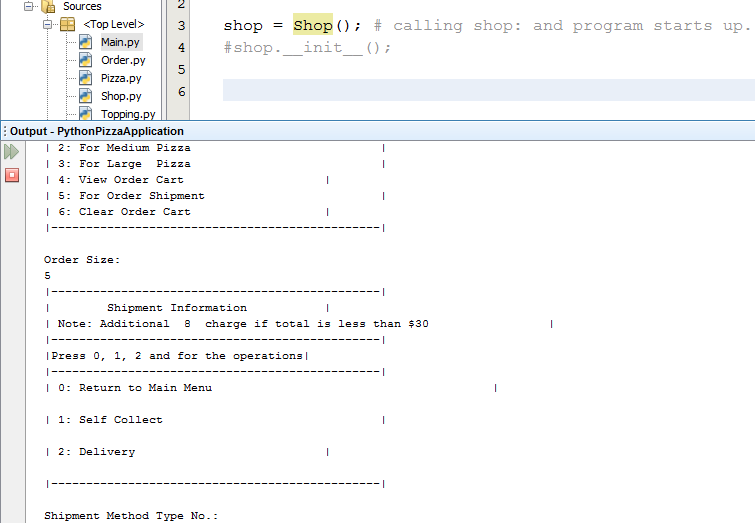 Sources
<Top Level>
Main.py
Order.py
Pizza.py
Shop.py
Topping.py
2
3 shop = Shop(); # calling shop: and program starts up.
4 #shop.__init__();
5
6
Output - PythonPizzaApplication
| 2: For Medium Pizza |
| 3: For Large  Pizza |
| 4: View Order Cart |
| 5: For Order Shipment |
| 6: Clear Order Cart |
|-----------------------------------------------|
Order Size:
5
|-----------------------------------------------|
| Shipment Information |
| Note: Additional  8  charge if total is less than $30 |
|-----------------------------------------------|
|Press 0, 1, 2 and for the operations|
|-----------------------------------------------|
| 0: Return to Main Menu |
| 1: Self Collect |
| 2: Delivery |
|-----------------------------------------------|
Shipment Method Type No.: